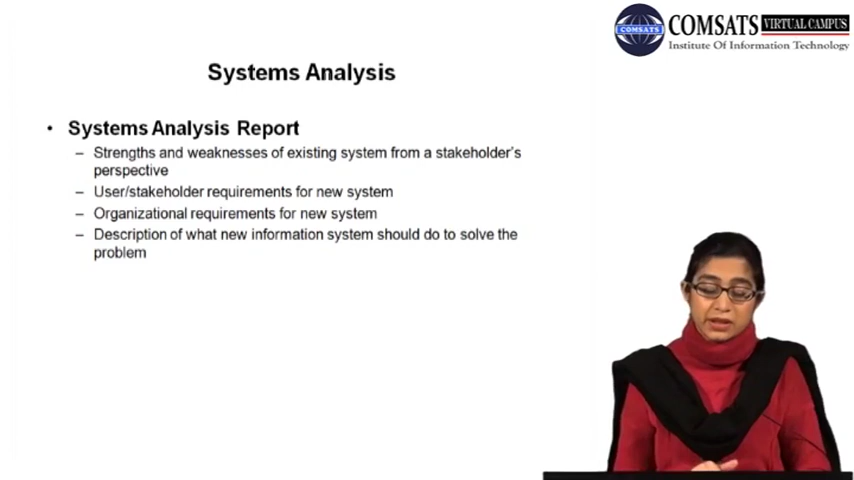 COMSATS VIRTUAL CAMPUS
Institute Of Information Technology
COMSATS
Systems Analysis
• Systems Analysis Report
– Strengths and weaknesses of existing system from a stakeholder's
perspective
– User/stakeholder requirements for new system
– Organizational requirements for new system
– Description of what new information system should do to solve the
problem